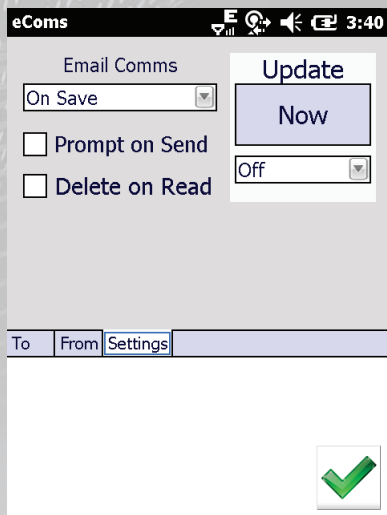 eComs E 3:40
Email Comms
On Save
Prompt on Send
Delete on Read
Update
Now
Off
To From Settings